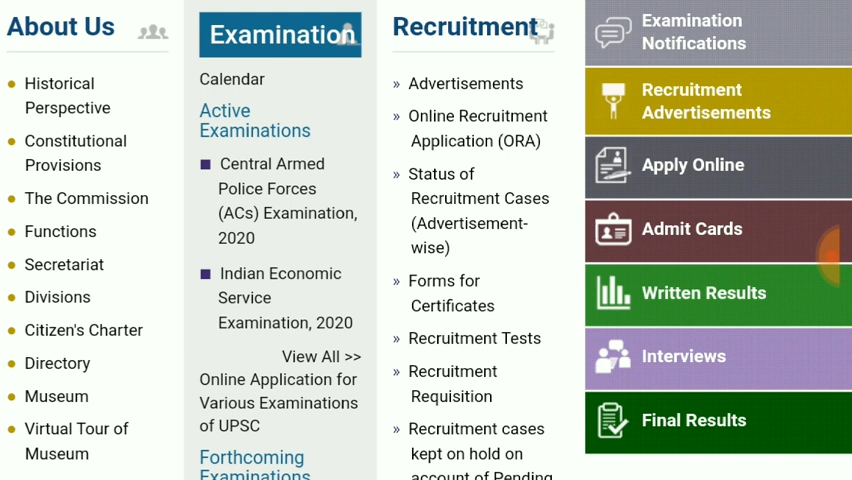 About Us
Historical
Perspective
Constitutional
Provisions
The Commission
Functions
Secretariat
Divisions
Citizen's Charter
Directory
Museum
Virtual Tour of
Museum
Examination
Calendar
Active
Examinations
Central Armed
Police Forces
(ACs) Examination,
2020
Indian Economic
Service
Examination, 2020
View All >>
Online Application for
Various Examinations
of UPSC
Forthcoming
Examinations
Recruitment
» Advertisements
» Online Recruitment
Application (ORA)
» Status of
Recruitment Cases
(Advertisement-
wise)
» Forms for
Certificates
» Recruitment Tests
» Recruitment
Requisition
» Recruitment cases
kept on hold on
account of Pending
Examination
Notifications
Recruitment
Advertisements
Apply Online
Admit Cards
Written Results
Interviews
Final Results